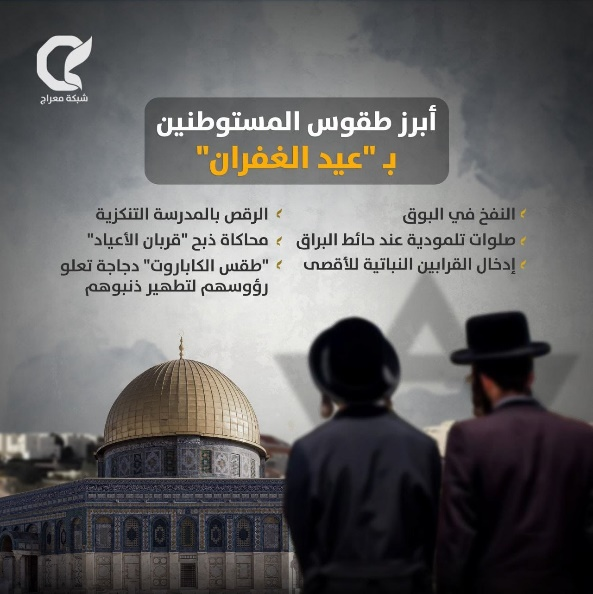 شبكة معراج
أبرز طقوس المستوطنين
بـ "عيد الغفران"
النفخ في البوق
صلوات تلمودية عند حائط البراق
إدخال القرابين النباتية للأقصى
الرقص بالمدرسة التنكزية
محاكاة ذبح "قربان الأعياد"
"طقس الكاباروت" دجاجة تعلو
رؤوسهم لتطهير ذنبوهم